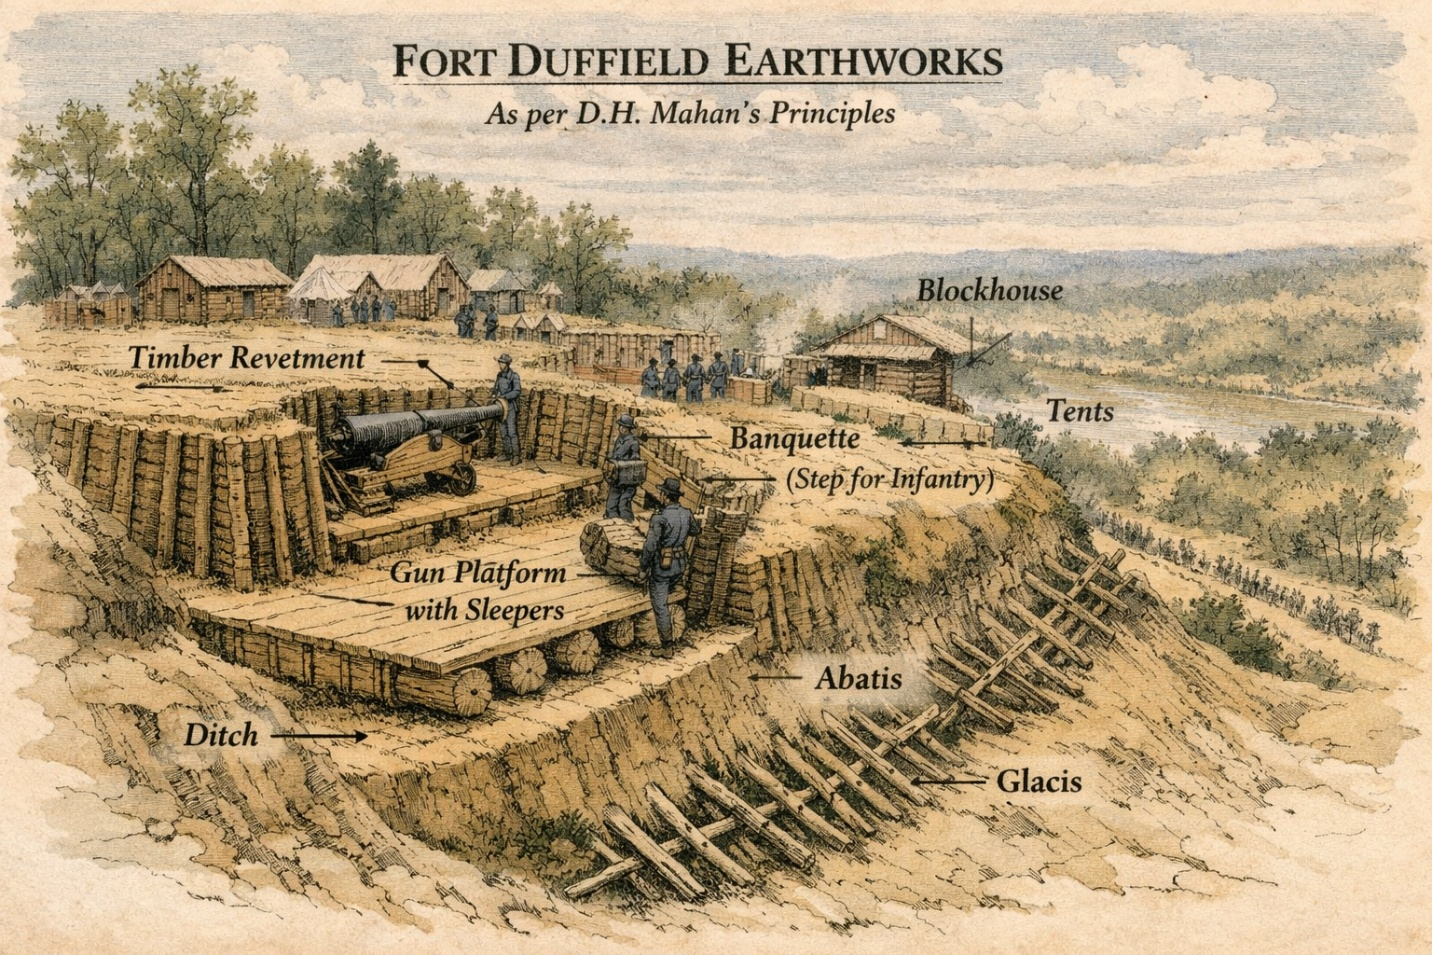 FORT DUFFIELD EARTHWORKS
As per D.H. Mahan's Principles
Blockhouse
Timber Revetment
Tents
Banquette
(Step for Infantry)
Gun Platform
with Sleepers
Abatis
Ditch
Glacis